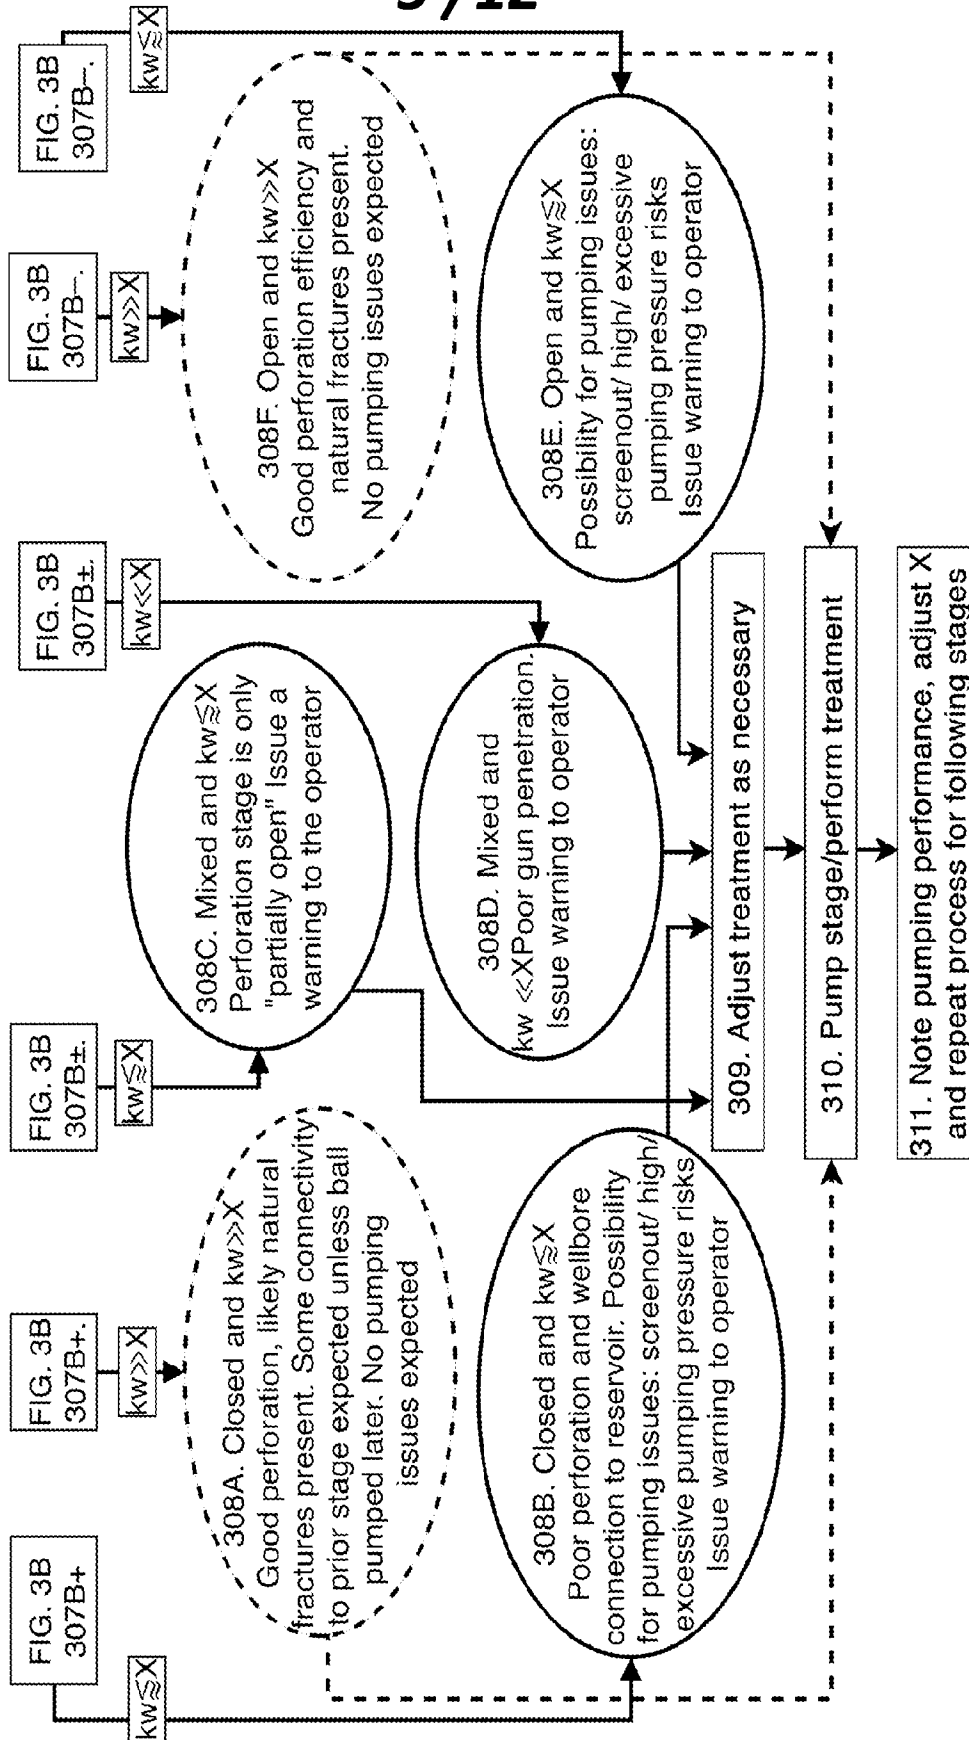 5/12
FIG. 3B
307B+
kw≲X
FIG. 3B
307B+.
kw>>X
FIG. 3B
307B±.
kw≲X
FIG. 3B
307B±.
kw<<X
FIG. 3B
307B–.
kw>>X
FIG. 3B
307B–.
kw≲X
308A. Closed and kw>>X
Good perforation, likely natural
fractures present. Some connectivity
to prior stage expected unless ball
pumped later. No pumping
issues expected
308B. Closed and kw≲X
Poor perforation and wellbore
connection to reservoir. Possibility
for pumping issues: screenout/ high/
excessive pumping pressure risks
Issue warning to operator
308C. Mixed and kw≲X
Perforation stage is only
"partially open" Issue a
warning to the operator
308D. Mixed and
kw <<XPoor gun penetration.
Issue warning to operator
308F. Open and kw>>X
Good perforation efficiency and
natural fractures present.
No pumping issues expected
308E. Open and kw≲X
Possibility for pumping issues:
screenout/ high/ excessive
pumping pressure risks
Issue warning to operator
309. Adjust treatment as necessary
310. Pump stage/perform treatment
311. Note pumping performance, adjust X
and repeat process for following stages